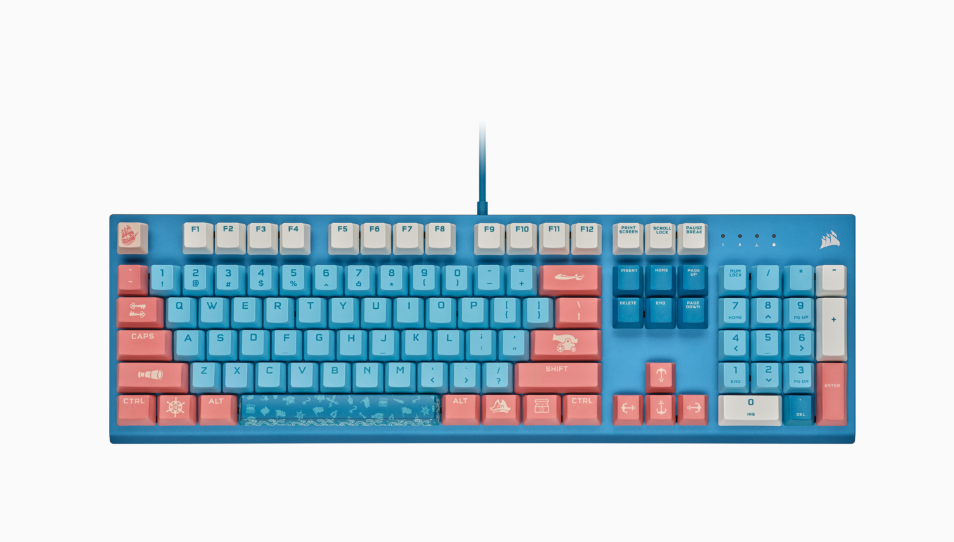 F1 F2 F3 F4 F5 F6 F7 F8 F9 F10 F11 F12 PRINT SCREEN SCROLL LOCK PAUSE BREAK
1 ! 2 @ 3 # 4 $ 5 % 6 ^ 7 & 8 * 9 ( 0 ) - _ = + INSERT HOME PAGE UP NUM LOCK / * -
Q W E R T Y U I O P [ { ] } \ | DELETE END PAGE DOWN 7 HOME 8 9 PG UP +
CAPS A S D F G H J K L ; : ' " 4 5 6
Z X C V B N M , < . > / ? SHIFT 1 END 2 3 PG DN ENTER
CTRL ALT ALT CTRL 0 INS . DEL